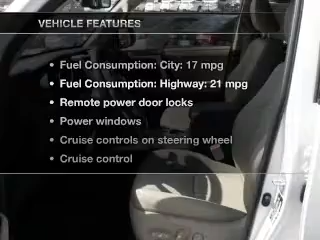 VEHICLE FEATURES
• Fuel Consumption: City: 17 mpg
• Fuel Consumption: Highway: 21 mpg
• Remote power door locks
• Power windows
• Cruise controls on steering wheel
• Cruise control